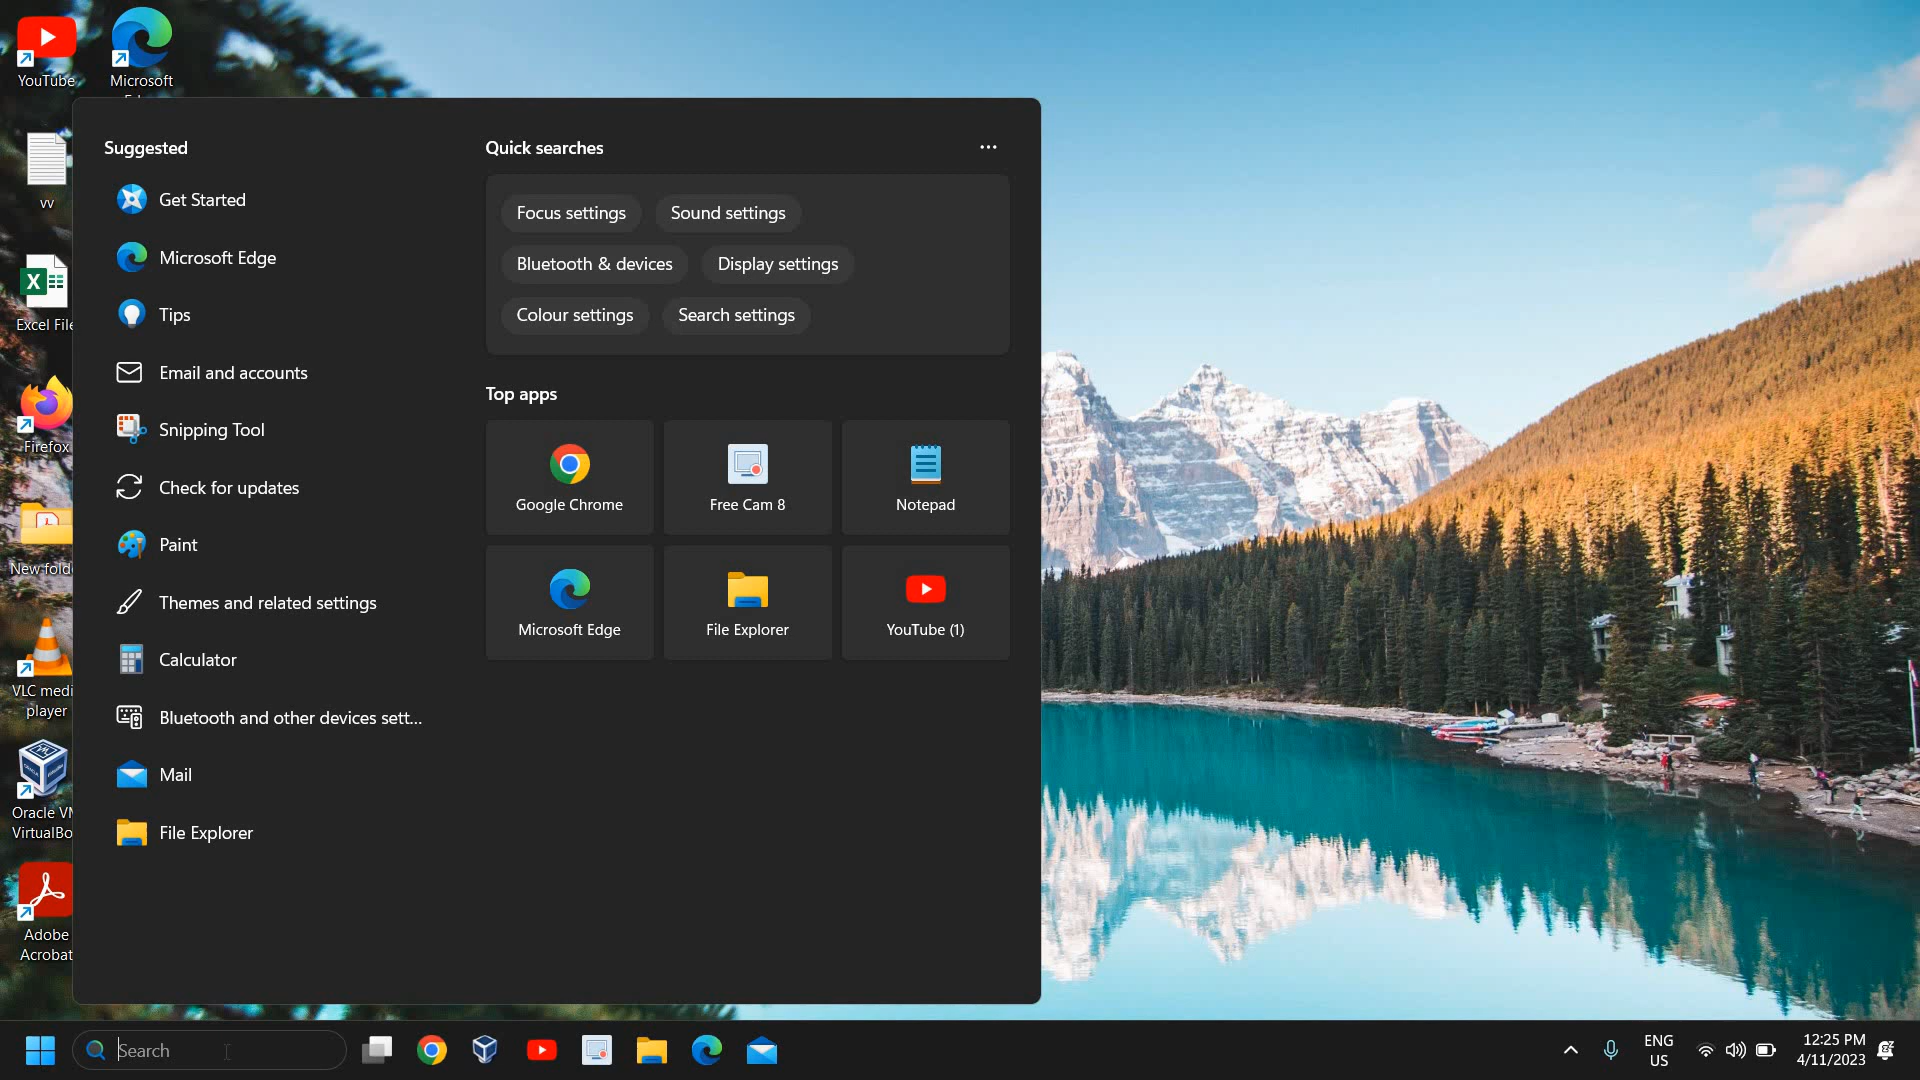 YouTube
Microsoft
vv
Excel File
Firefox
New fold
VLC medi
player
Oracle VM
VirtualBo
Adobe
Acrobat
Suggested
Get Started
Microsoft Edge
Tips
Email and accounts
Snipping Tool
Check for updates
Paint
Themes and related settings
Calculator
Bluetooth and other devices sett...
Mail
File Explorer
Quick searches
Focus settings
Sound settings
Bluetooth & devices
Display settings
Colour settings
Search settings
Top apps
Google Chrome
Free Cam 8
Notepad
Microsoft Edge
File Explorer
YouTube (1)
Search
ENG
US
12:25 PM
4/11/2023